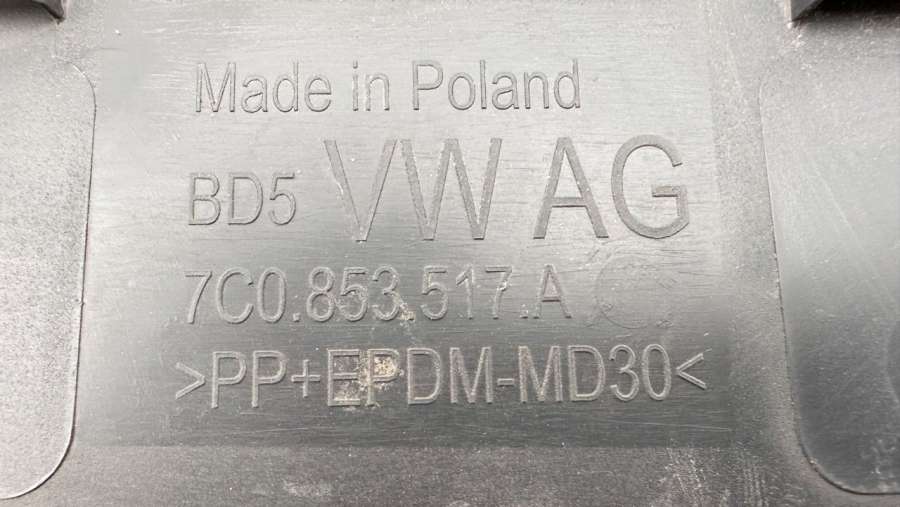 Made in Poland
BD5 VW AG
7C0.853.517.A
>PP+EPDM-MD30<